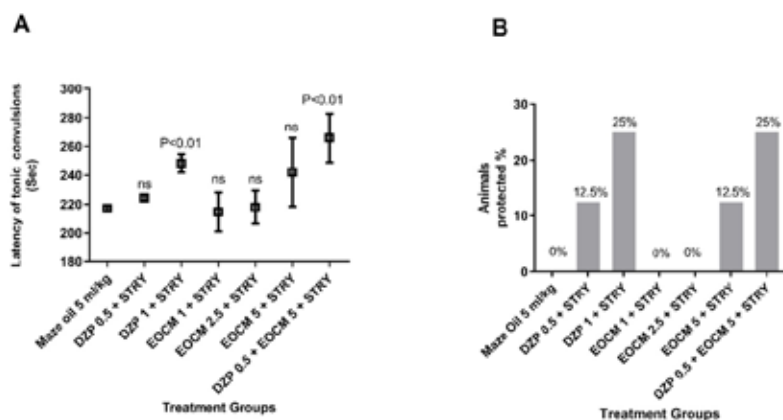 A
Latency of tonic convulsions
(Sec)
300
280
260
240
220
200
180
ns
P<0.01
ns
ns
ns
P<0.01
Maze Oil 5 ml/kg
DZP 0.5 + STRY
DZP 1 + STRY
EOCM 1 + STRY
EOCM 2.5 + STRY
EOCM 5 + STRY
DZP 0.5 + EOCM 5 + STRY
Treatment Groups
B
Animals
protected %
30
20
10
0
0%
12.5%
25%
0%
0%
12.5%
25%
Maze Oil 5 ml/kg
DZP 0.5 + STRY
DZP 1 + STRY
EOCM 1 + STRY
EOCM 2.5 + STRY
EOCM 5 + STRY
DZP 0.5 + EOCM 5 + STRY
Treatment Groups